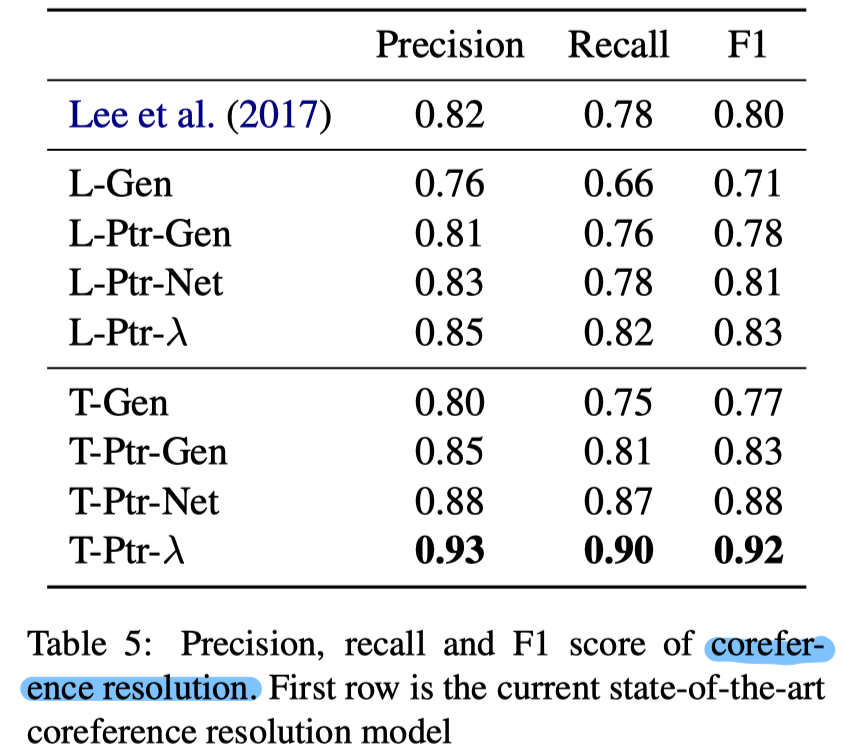 Precision Recall F1
Lee et al. (2017) 0.82 0.78 0.80
L-Gen 0.76 0.66 0.71
L-Ptr-Gen 0.81 0.76 0.78
L-Ptr-Net 0.83 0.78 0.81
L-Ptr-λ 0.85 0.82 0.83
T-Gen 0.80 0.75 0.77
T-Ptr-Gen 0.85 0.81 0.83
T-Ptr-Net 0.88 0.87 0.88
T-Ptr-λ 0.93 0.90 0.92
Table 5: Precision, recall and F1 score of corefer-
ence resolution. First row is the current state-of-the-art
coreference resolution model